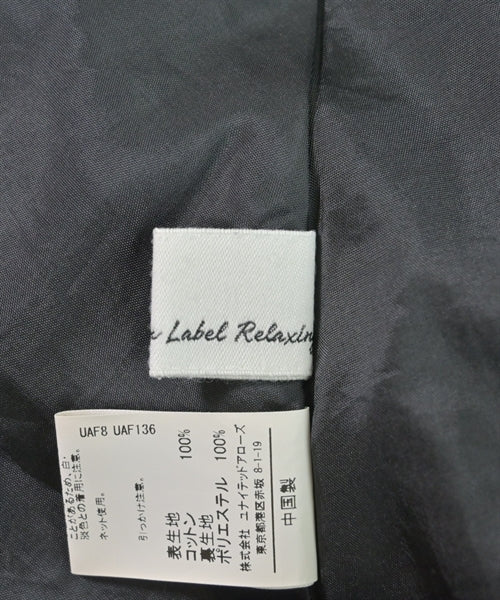 Label Relaxing
UAF8 UAF136
ことがあるため、白・
淡色との着用に注意。
ネット使用。
引っかけ注意。
表生地
コットン 100%
裏生地
ポリエステル 100%
株式会社 ユナイテッドアローズ
東京都港区赤坂 8-1-19
中国製